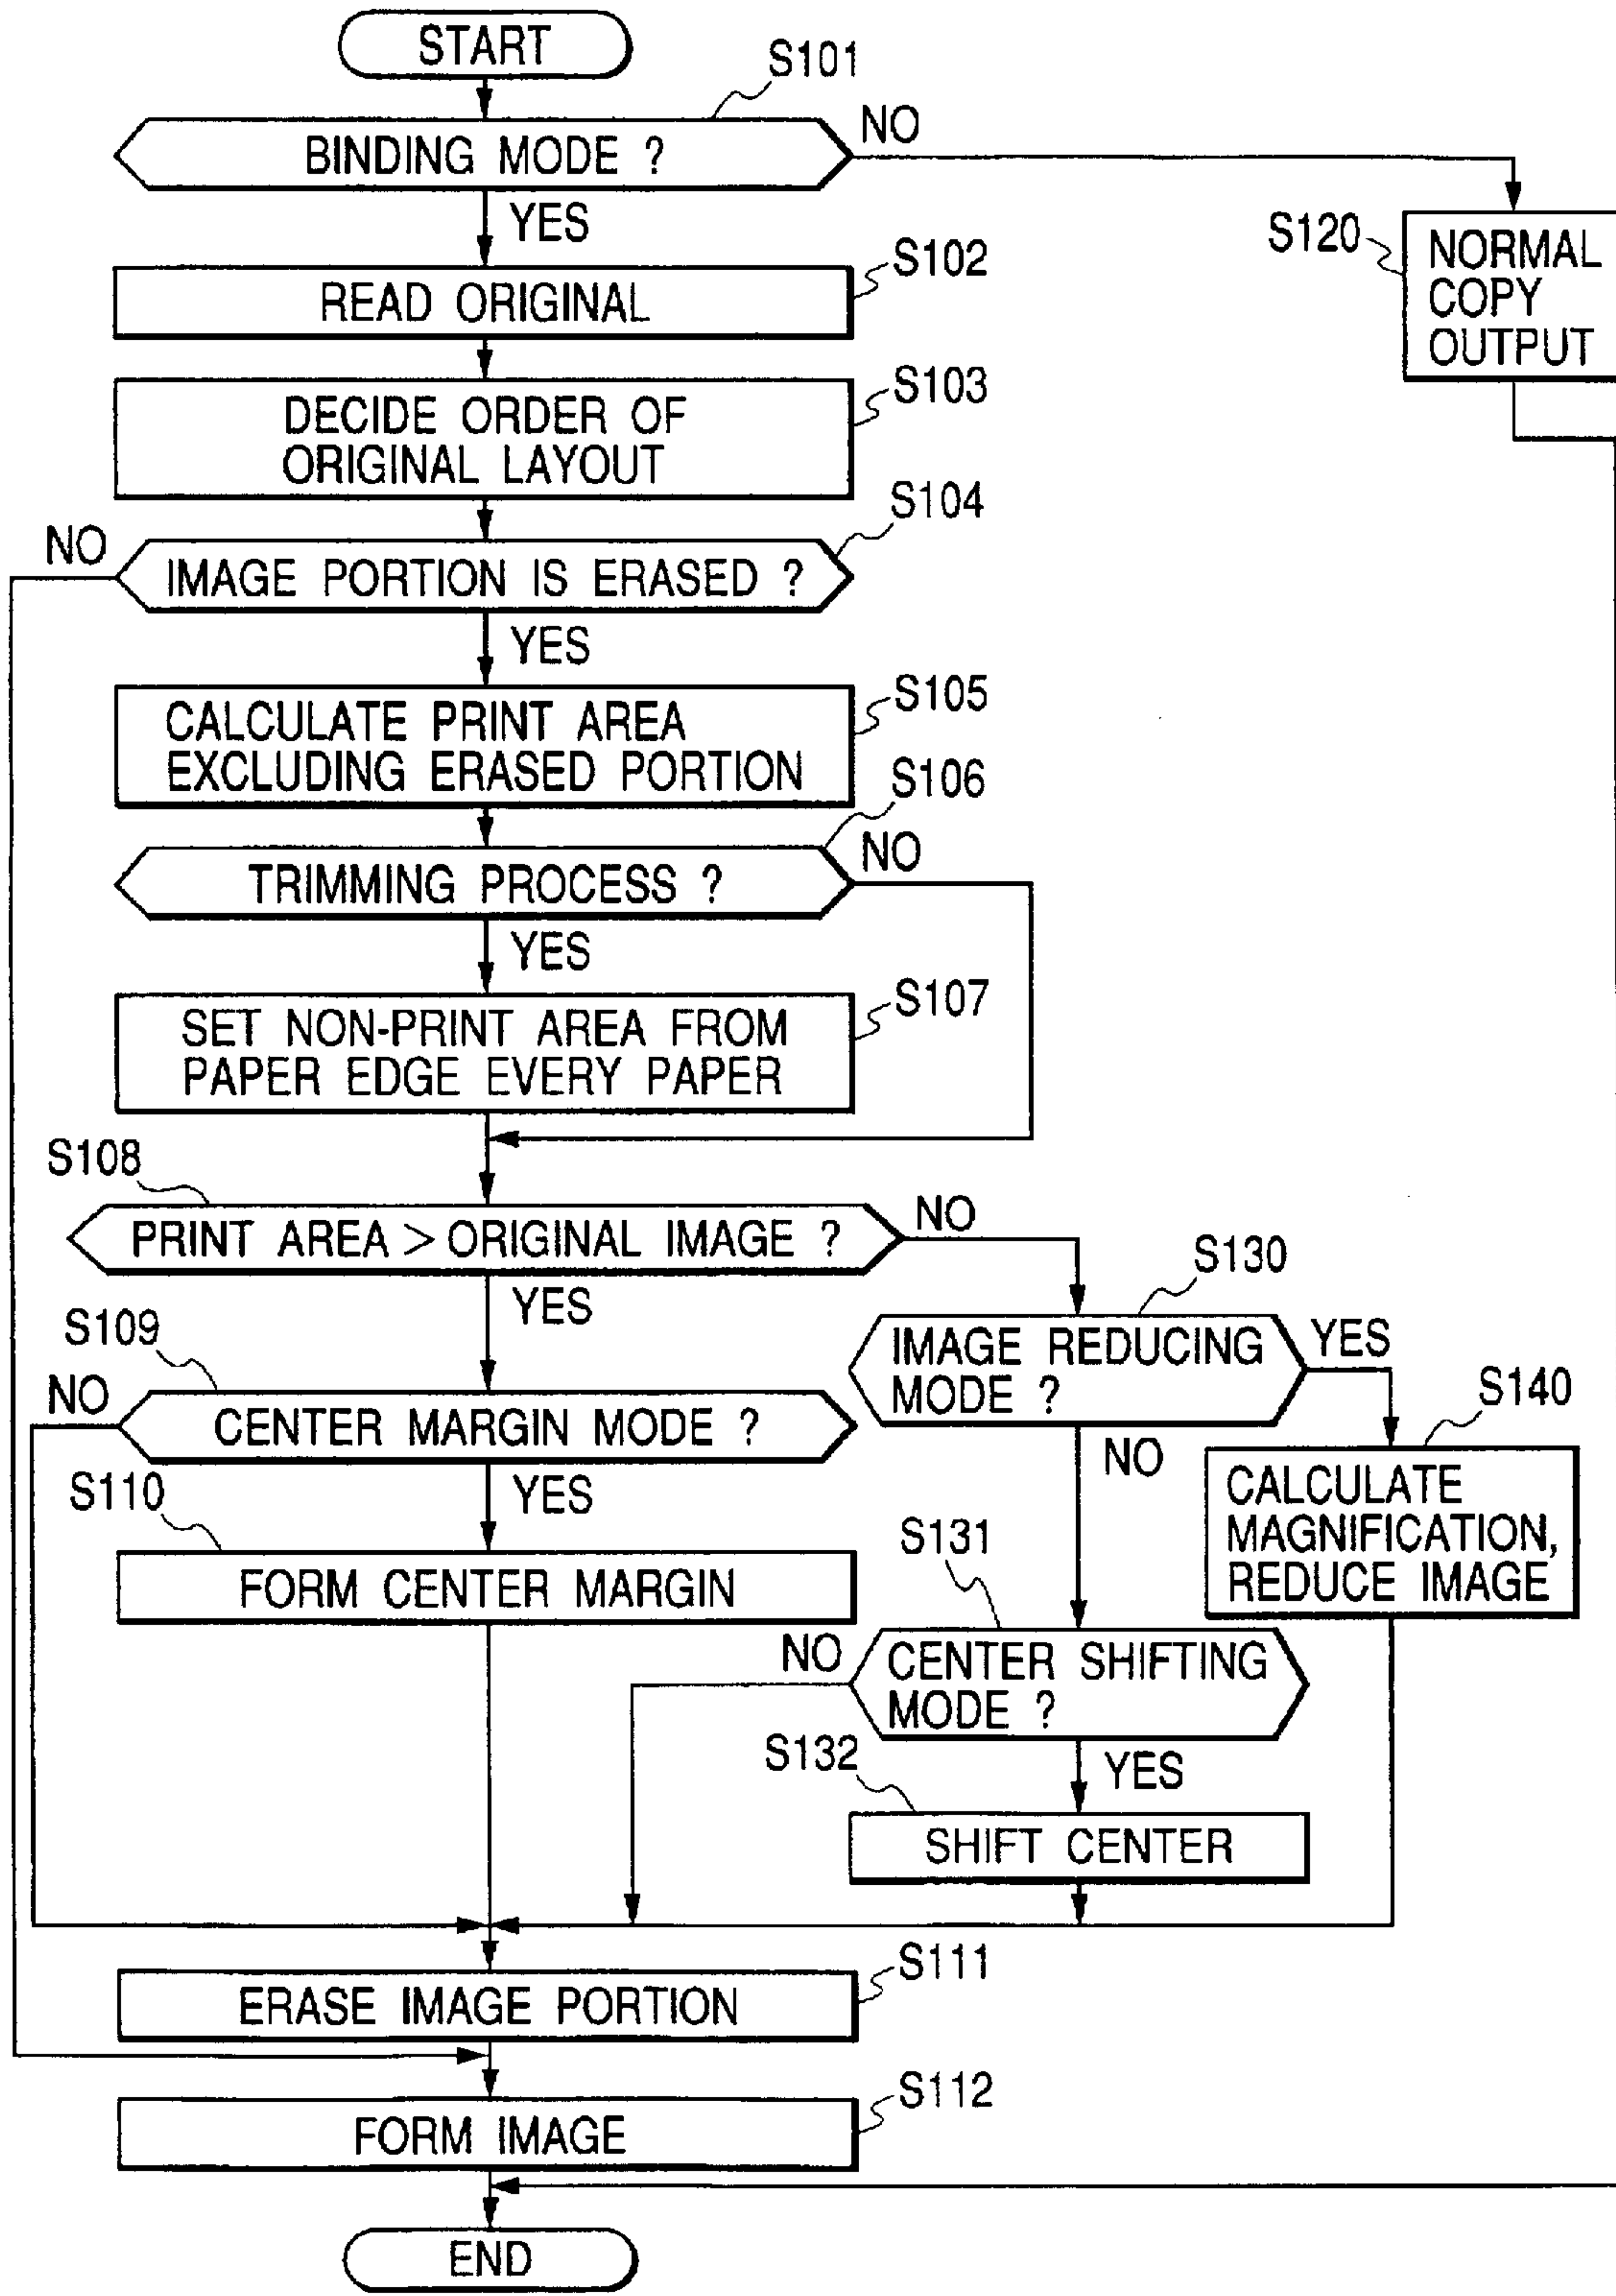 START
S101
BINDING MODE ?
NO
YES
S120
NORMAL
COPY
OUTPUT
S102
READ ORIGINAL
S103
DECIDE ORDER OF
ORIGINAL LAYOUT
S104
NO
IMAGE PORTION IS ERASED ?
YES
S105
CALCULATE PRINT AREA
EXCLUDING ERASED PORTION
S106
TRIMMING PROCESS ?
NO
YES
S107
SET NON-PRINT AREA FROM
PAPER EDGE EVERY PAPER
S108
PRINT AREA > ORIGINAL IMAGE ?
NO
YES
S130
IMAGE REDUCING
MODE ?
YES
NO
S109
NO
CENTER MARGIN MODE ?
YES
S140
CALCULATE
MAGNIFICATION,
REDUCE IMAGE
S110
FORM CENTER MARGIN
S131
NO
CENTER SHIFTING
MODE ?
YES
S132
SHIFT CENTER
S111
ERASE IMAGE PORTION
S112
FORM IMAGE
END